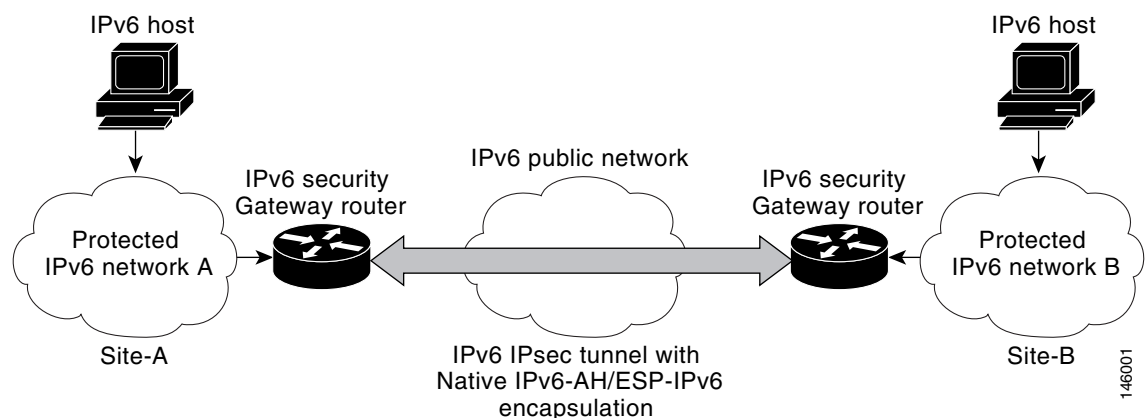 IPv6 host
IPv6 host
IPv6 public network
IPv6 security
Gateway router
IPv6 security
Gateway router
Protected
IPv6 network A
Protected
IPv6 network B
Site-A
IPv6 IPsec tunnel with
Native IPv6-AH/ESP-IPv6
encapsulation
Site-B
146001